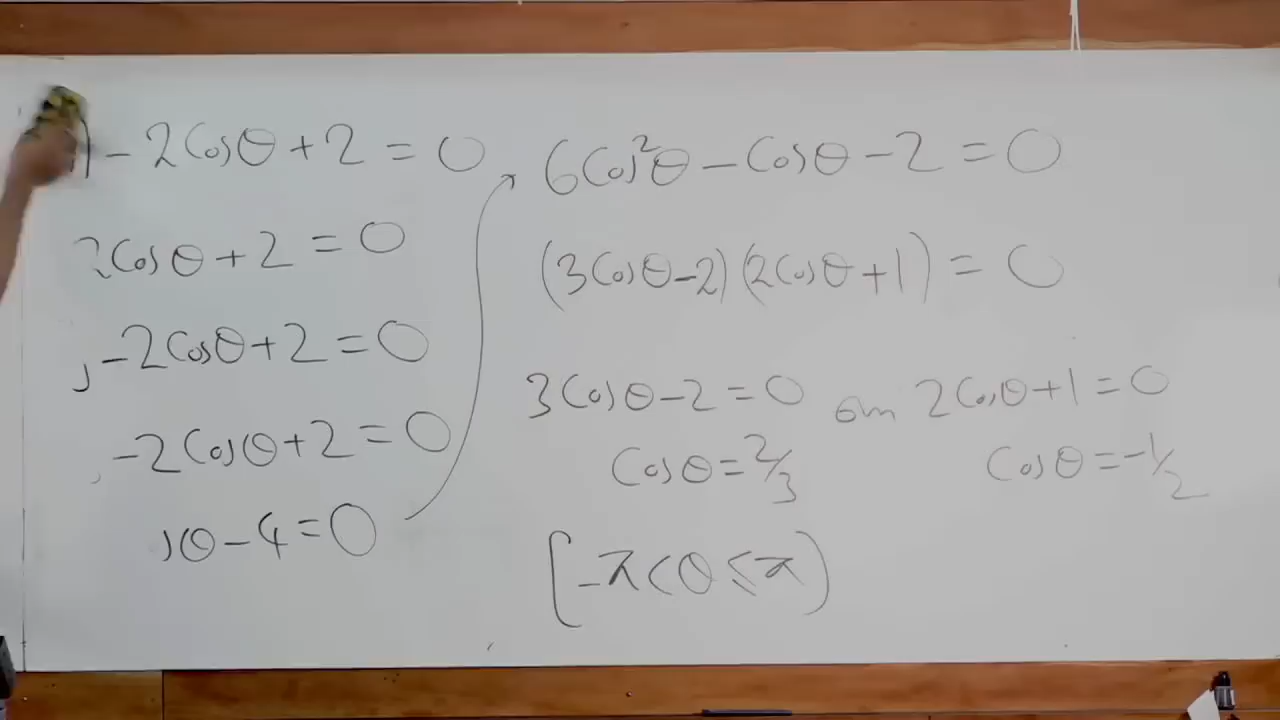 ) - 2Cosθ + 2 = 0
2Cosθ + 2 = 0
-2Cosθ + 2 = 0
-2Cosθ + 2 = 0
θ - 4 = 0
6Cos²θ - Cosθ - 2 = 0
(3Cosθ - 2)(2Cosθ + 1) = 0
3Cosθ - 2 = 0 2Cosθ + 1 = 0
Cosθ = 2/3 Cosθ = -1/2
[-π < θ ≤ π)